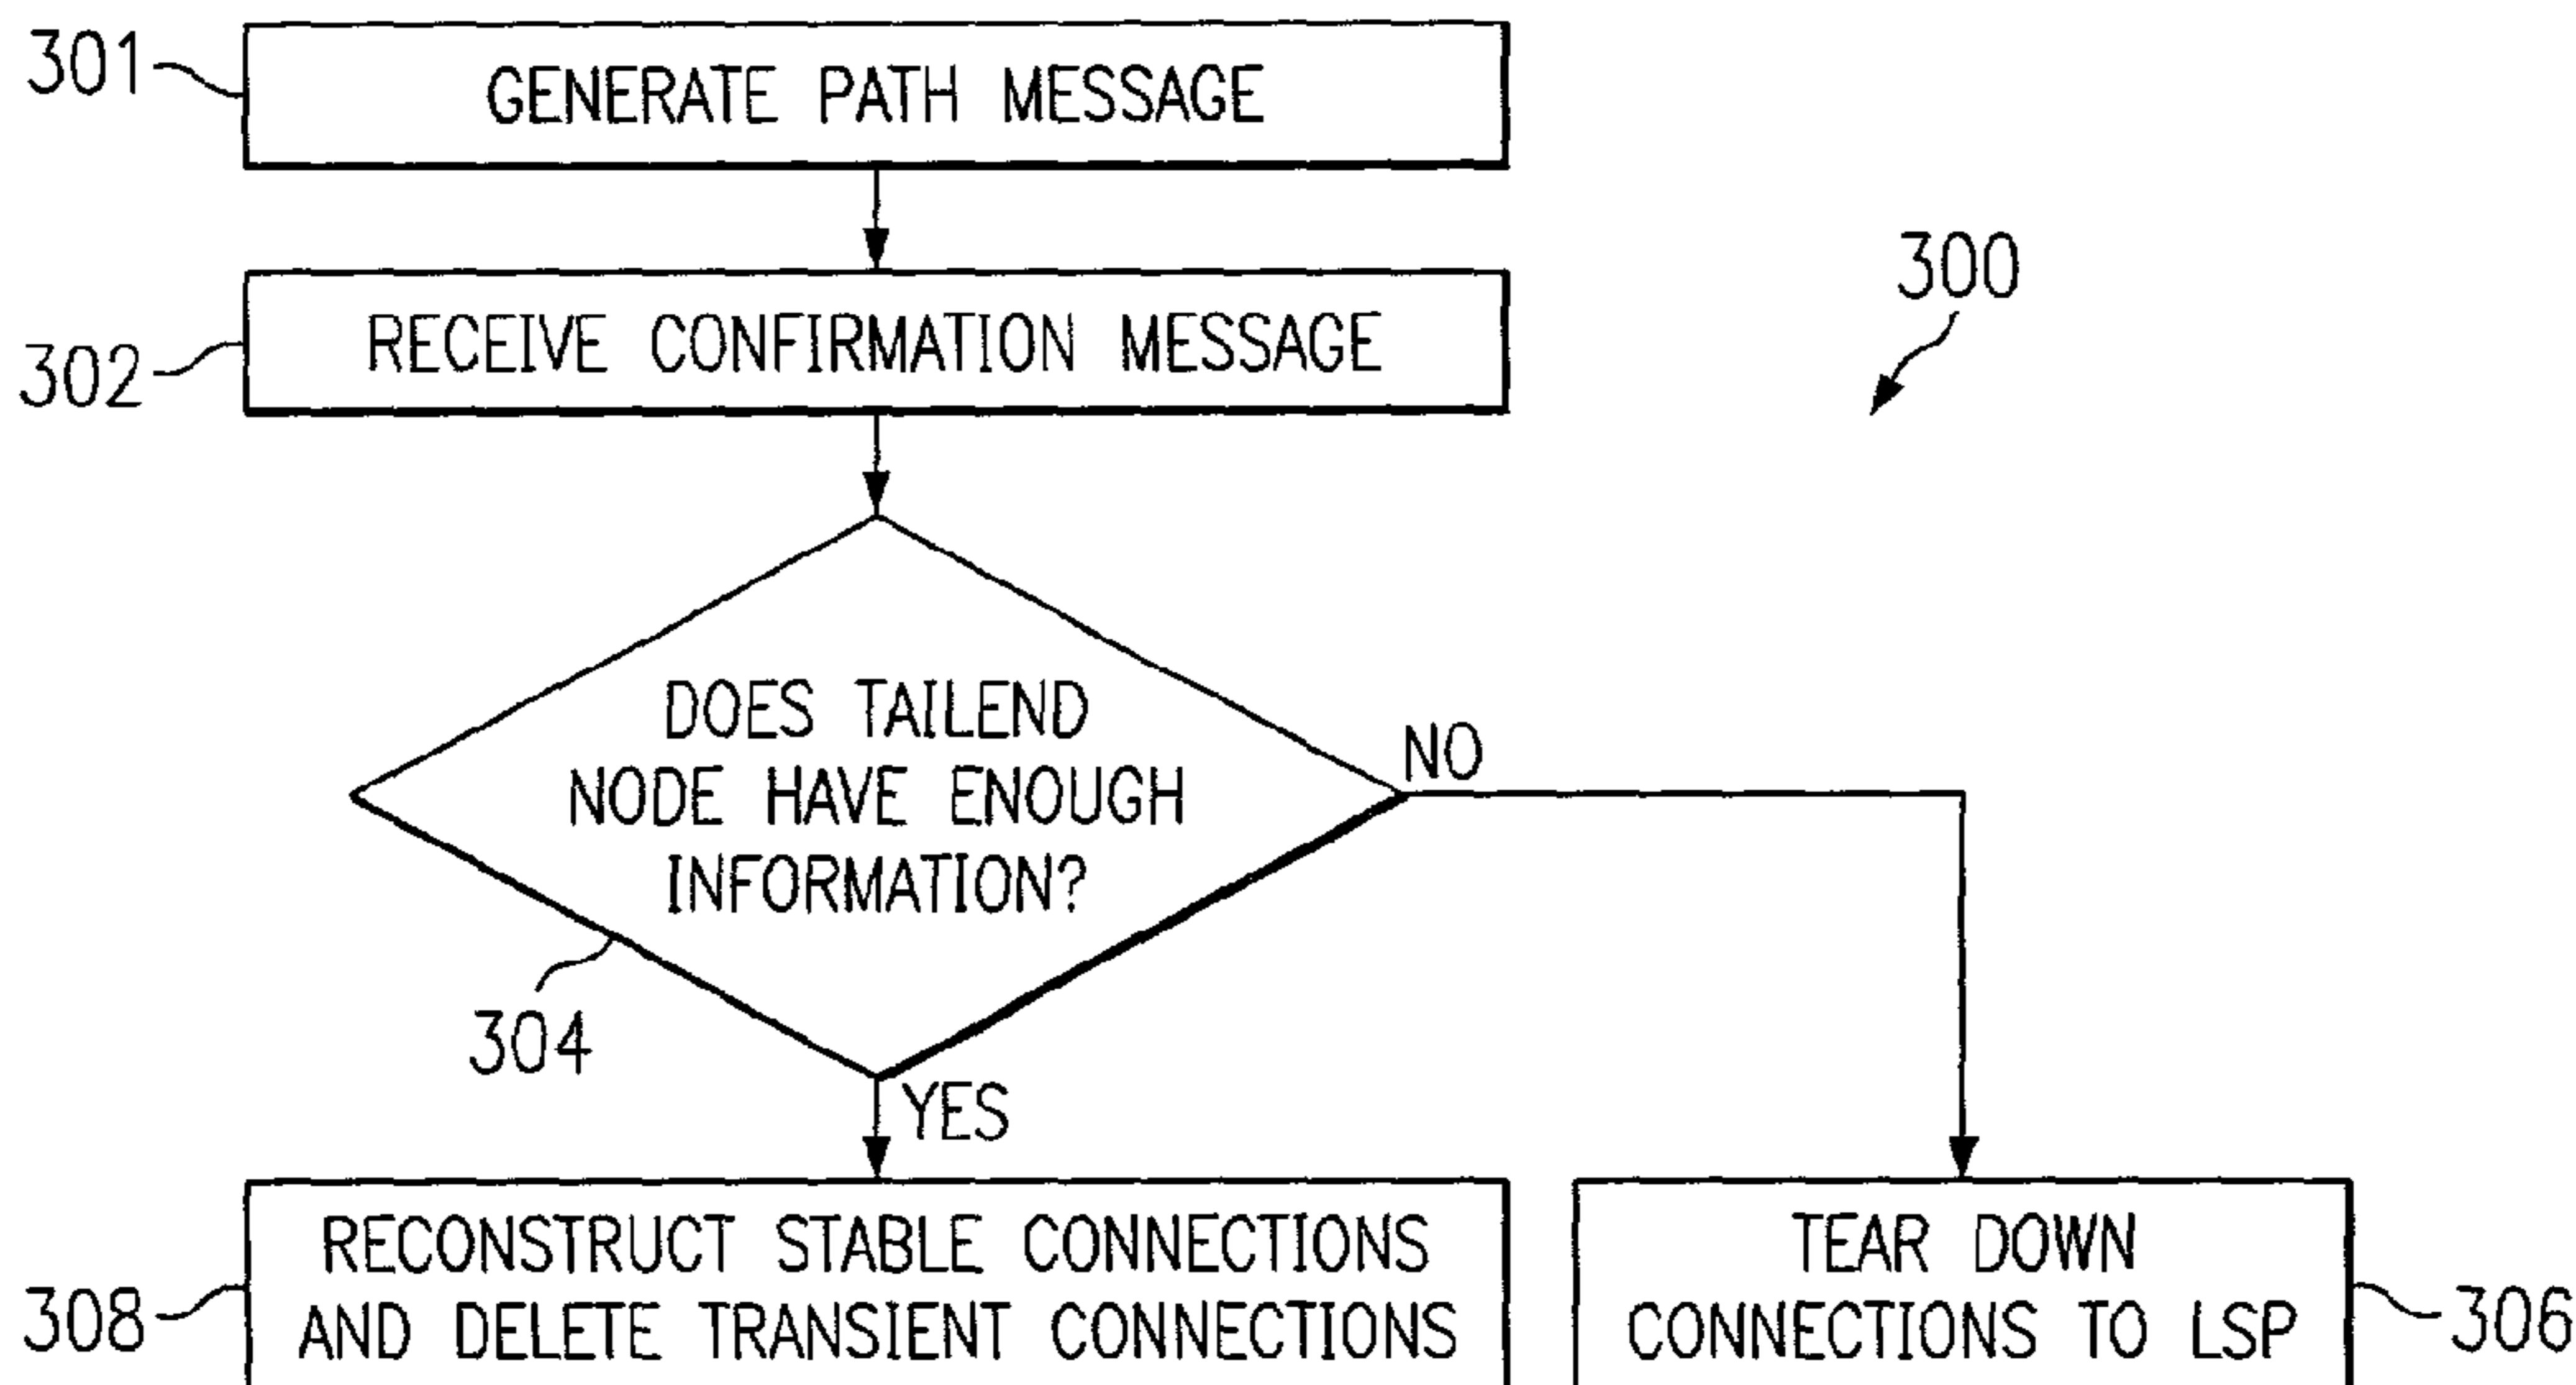 301
GENERATE PATH MESSAGE
302
RECEIVE CONFIRMATION MESSAGE
300
DOES TAILEND
NODE HAVE ENOUGH
INFORMATION?
NO
304
YES
308
RECONSTRUCT STABLE CONNECTIONS
AND DELETE TRANSIENT CONNECTIONS
TEAR DOWN
CONNECTIONS TO LSP
306